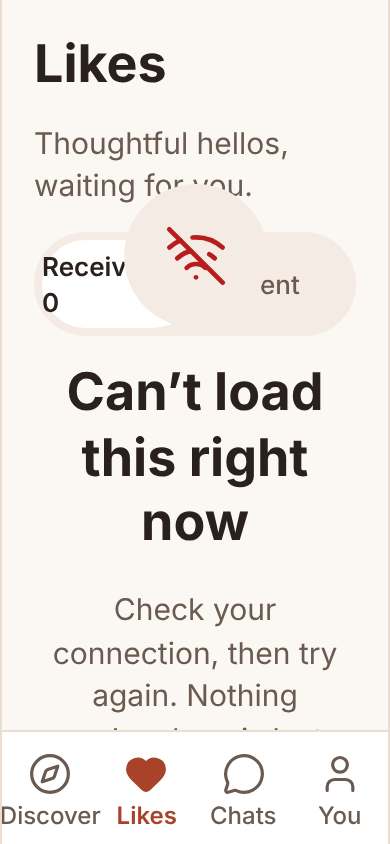 Likes
Thoughtful hellos,
waiting for you.
Receiv
0
ent
Can’t load
this right
now
Check your
connection, then try
again. Nothing
Discover
Likes
Chats
You